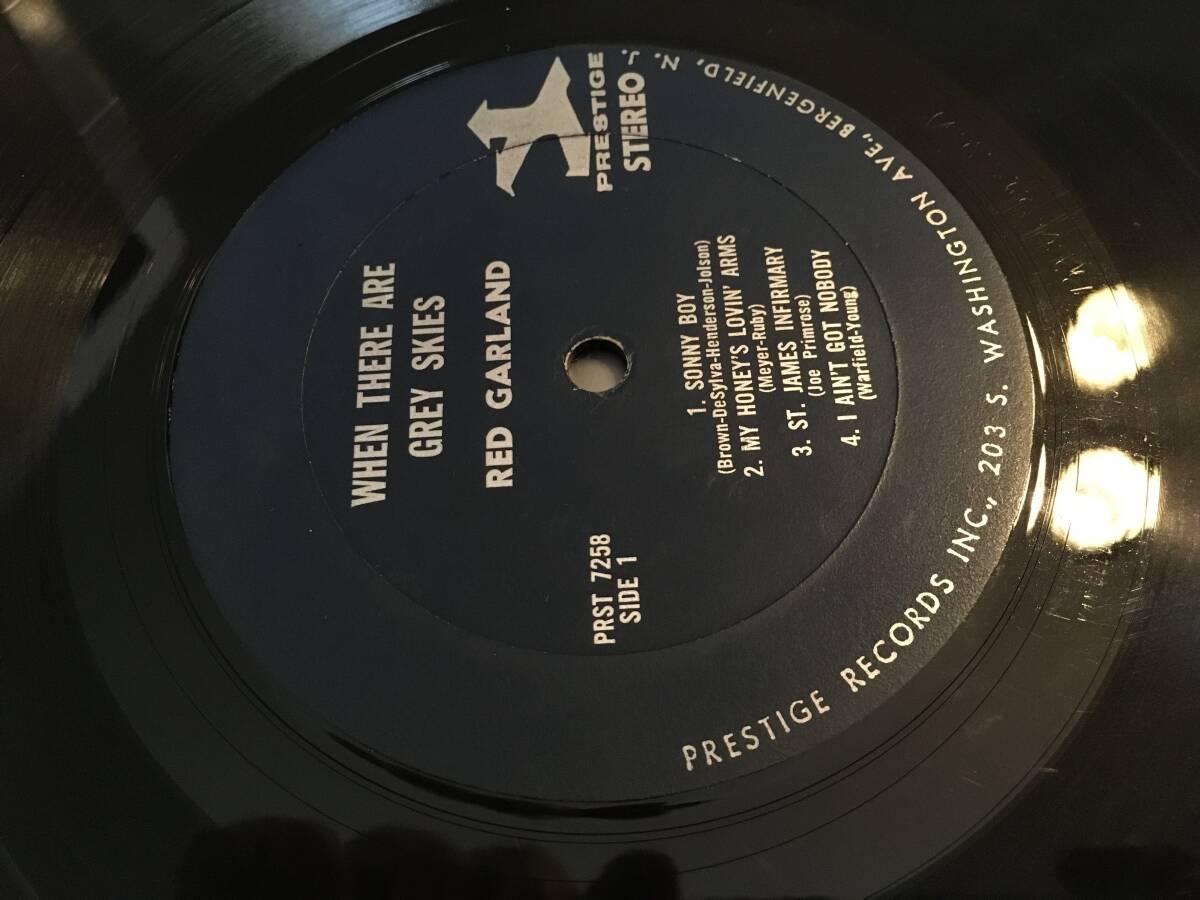 WHEN THERE ARE
GREY SKIES
RED GARLAND
PRESTIGE
STEREO
PRST 7258
SIDE 1
1. SONNY BOY
(Brown-DeSylva-Henderson-Jolson)
2. MY HONEY'S LOVIN' ARMS
(Meyer-Ruby)
3. ST. JAMES INFIRMARY
(Joe Primrose)
4. I AIN'T GOT NOBODY
(Warfield-Young)
PRESTIGE RECORDS INC., 203 S. WASHINGTON AVE., BERGENFIELD, N. J.